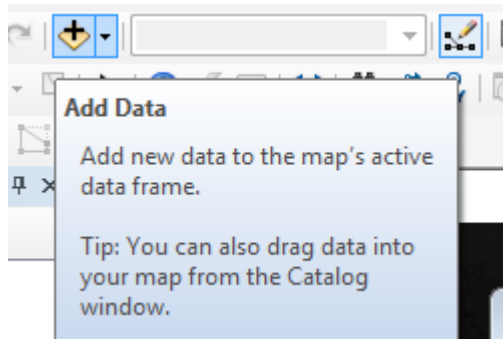 Add Data
Add new data to the map's active
data frame.
Tip: You can also drag data into
your map from the Catalog
window.